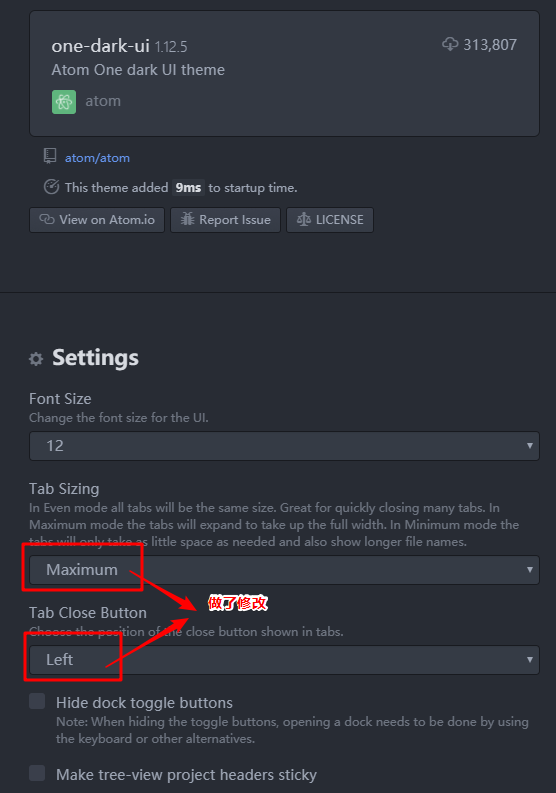 one-dark-ui 1.12.5
313,807
Atom One dark UI theme
atom
atom/atom
This theme added 9ms to startup time.
View on Atom.io
Report Issue
LICENSE
Settings
Font Size
Change the font size for the UI.
12
Tab Sizing
In Even mode all tabs will be the same size. Great for quickly closing many tabs. In
Maximum mode the tabs will expand to take up the full width. In Minimum mode the
tabs will only take as little space as needed and also show longer file names.
Maximum
做了修改
Tab Close Button
Choose the position of the close button shown in tabs.
Left
Hide dock toggle buttons
Note: When hiding the toggle buttons, opening a dock needs to be done by using
the keyboard or other alternatives.
Make tree-view project headers sticky